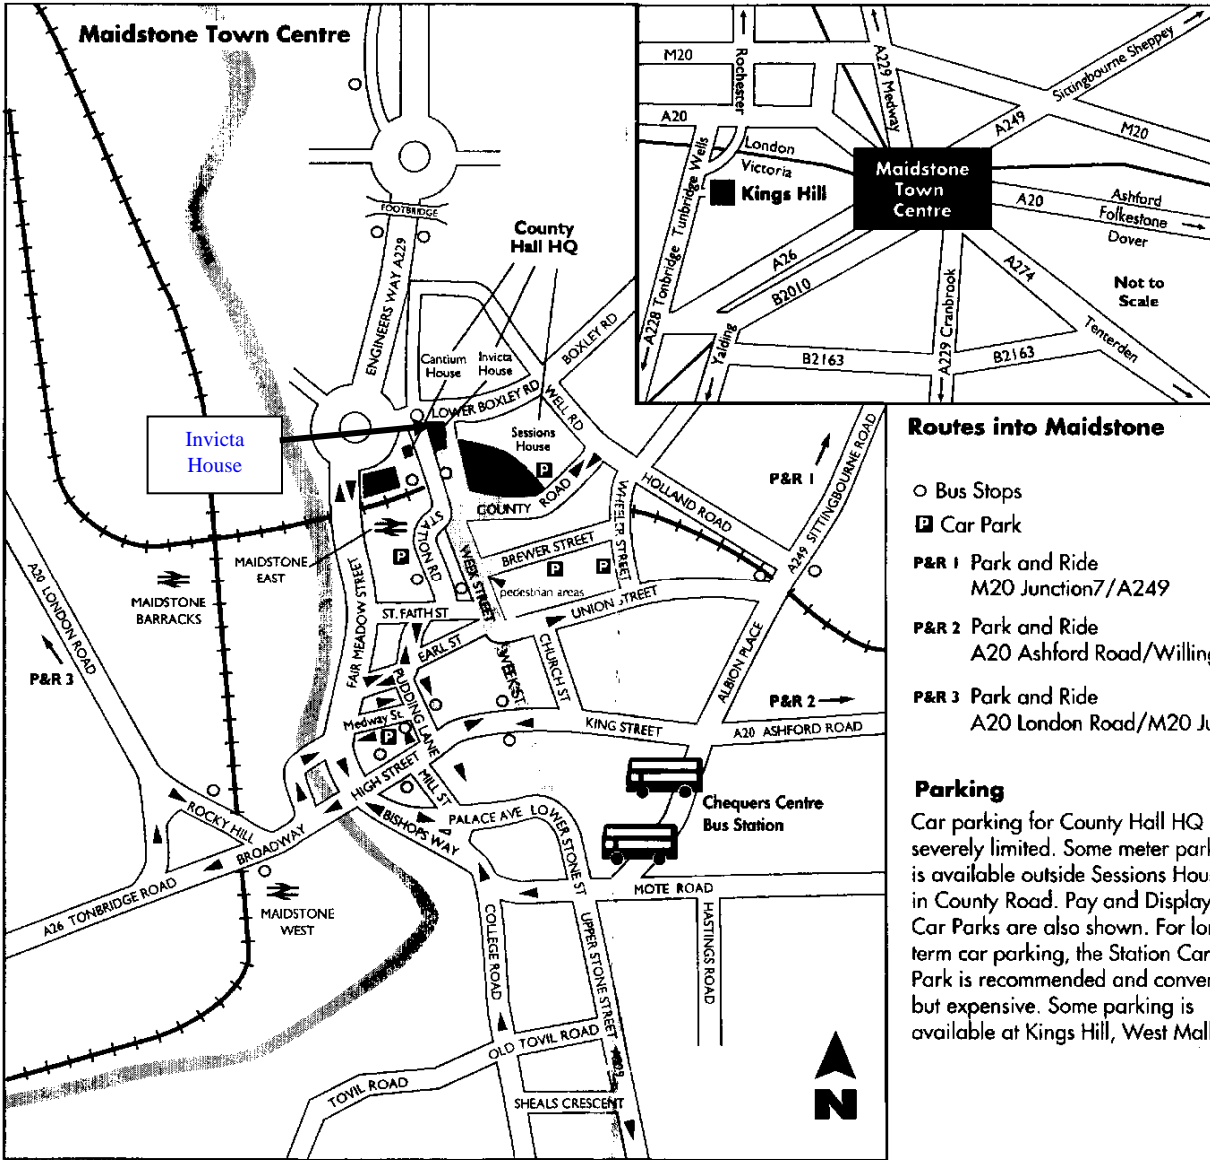 Maidstone Town Centre
FOOTBRIDGE
County
Hall HQ
ENGINEERS WAY A229
Cantium
House
Invicta
House
BOXLEY RD
LOWER BOXLEY RD
WELL RD
Sessions
House
P
Invicta
House
COUNTY
ROAD
HOLLAND ROAD
WHEELER STREET
P&R 1
A249 SITTINGBOURNE ROAD
STATION RD
MAIDSTONE
EAST
P
WEEK STREET
BREWER STREET
P
P
pedestrian areas
MAIDSTONE
BARRACKS
A20 LONDON ROAD
P&R 3
FAIR MEADOW STREET
ST. FAITH ST
EARL ST
UNION STREET
CHURCH ST
WEEK ST
ALBION PLACE
PUDDING LANE
Medway St.
P
P&R 2
KING STREET
A20 ASHFORD ROAD
HIGH STREET
MILL ST
ROCKY HILL
BROADWAY
BISHOPS WAY
PALACE AVE
LOWER STONE ST
Chequers Centre
Bus Station
A26 TONBRIDGE ROAD
MAIDSTONE
WEST
MOTE ROAD
HASTINGS ROAD
COLLEGE ROAD
UPPER STONE STREET
OLD TOVIL ROAD
TOVIL ROAD
SHEALS CRESCENT
N
M20
Rochester
A229 Medway
Sittingbourne Sheppey
A249
M20
A20
London
Victoria
Maidstone
Town
Centre
Kings Hill
A228 Tonbridge Tunbridge Wells
A20
Ashford
Folkestone
Dover
A26
B2010
A274
Not to
Scale
A229 Cranbrook
Yalding
B2163
B2163
Tenterden
Routes into Maidstone
Bus Stops
P Car Park
P&R 1 Park and Ride
M20 Junction7/A249
P&R 2 Park and Ride
A20 Ashford Road/Willing
P&R 3 Park and Ride
A20 London Road/M20 Ju
Parking
Car parking for County Hall HQ
severely limited. Some meter park
is available outside Sessions Hou
in County Road. Pay and Display
Car Parks are also shown. For lon
term car parking, the Station Car
Park is recommended and conver
but expensive. Some parking is
available at Kings Hill, West Mall